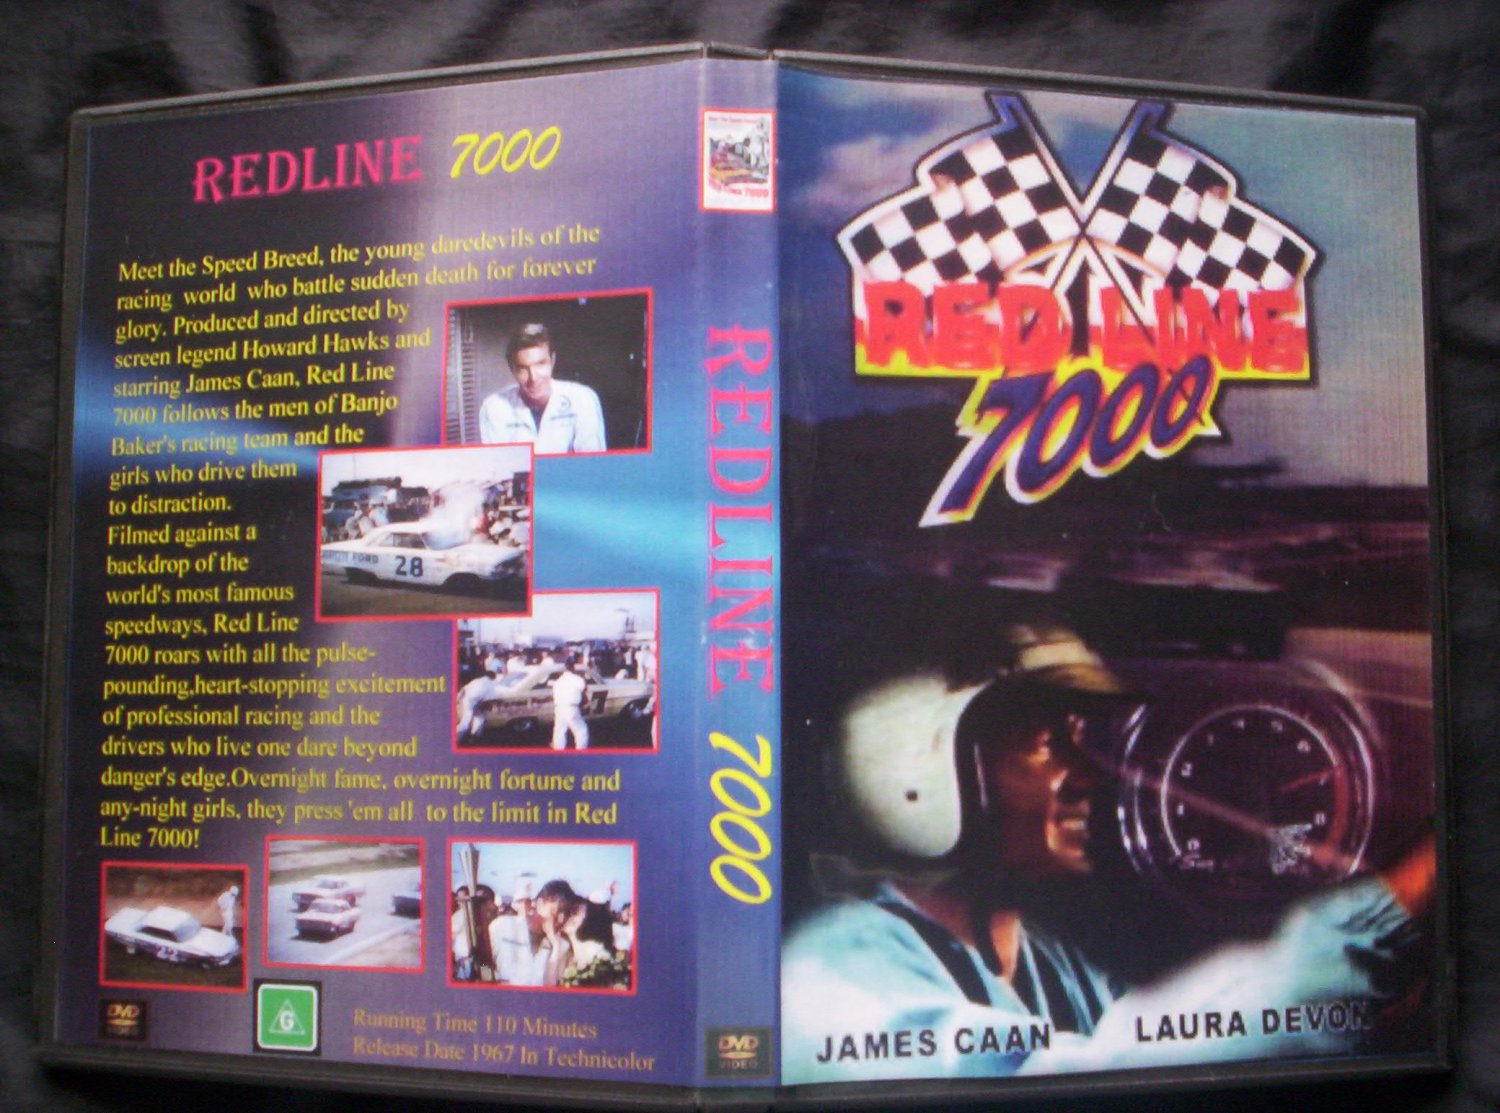 REDLINE 7000
Meet the Speed Breed, the young daredevils of the
racing world who battle sudden death for forever
glory. Produced and directed by
screen legend Howard Hawks and
starring James Caan, Red Line
7000 follows the men of Banjo
Baker's racing team and the
girls who drive them
to distraction.
Filmed against a
backdrop of the
world's most famous
speedways, Red Line
7000 roars with all the pulse-
pounding,heart-stopping excitement
of professional racing and the
drivers who live one dare beyond
danger's edge.Overnight fame, overnight fortune and
any-night girls, they press 'em all to the limit in Red
Line 7000!
FORD 28
DVD
VIDEO
G
Running Time 110 Minutes
Release Date 1967 In Technicolor
REDLINE 7000
DVD
VIDEO
RED LINE
7000
JAMES CAAN
LAURA DEVON